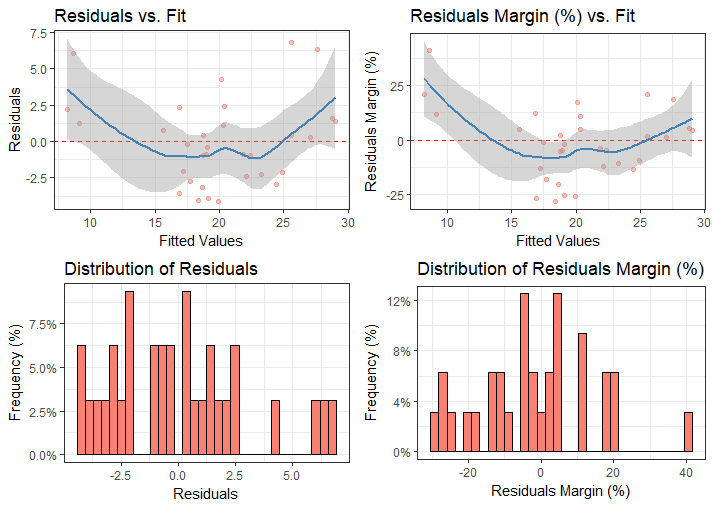 Residuals vs. Fit
7.5
5.0
2.5
0.0
-2.5
Residuals
10
15
20
25
30
Fitted Values
Residuals Margin (%) vs. Fit
25
0
-25
Residuals Margin (%)
10
15
20
25
30
Fitted Values
Distribution of Residuals
7.5%
5.0%
2.5%
0.0%
Frequency (%)
-2.5
0.0
2.5
5.0
Residuals
Distribution of Residuals Margin (%)
12%
8%
4%
0%
Frequency (%)
-20
0
20
40
Residuals Margin (%)